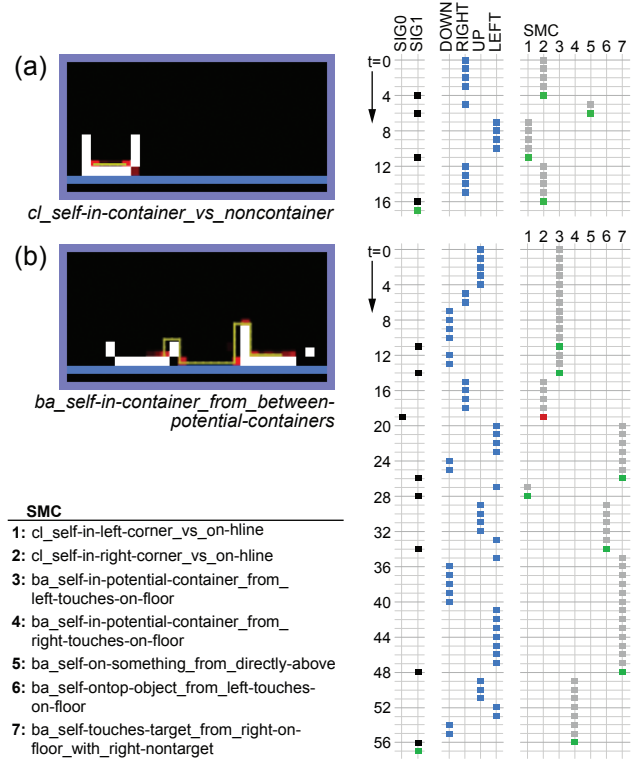 (a)
cl_self-in-container_vs_noncontainer
(b)
ba_self-in-container_from_between-
potential-containers
SMC
1: cl_self-in-left-corner_vs_on-hline
2: cl_self-in-right-corner_vs_on-hline
3: ba_self-in-potential-container_from_
left-touches-on-floor
4: ba_self-in-potential-container_from_
right-touches-on-floor
5: ba_self-on-something_from_directly-above
6: ba_self-ontop-object_from_left-touches-
on-floor
7: ba_self-touches-target_from_right-on-
floor_with_right-nontarget
SIG0
SIG1
DOWN
RIGHT
UP
LEFT
SMC
1 2 3 4 5 6 7
t=0
4
8
12
16
1 2 3 4 5 6 7
t=0
4
8
12
16
20
24
28
32
36
40
44
48
52
56